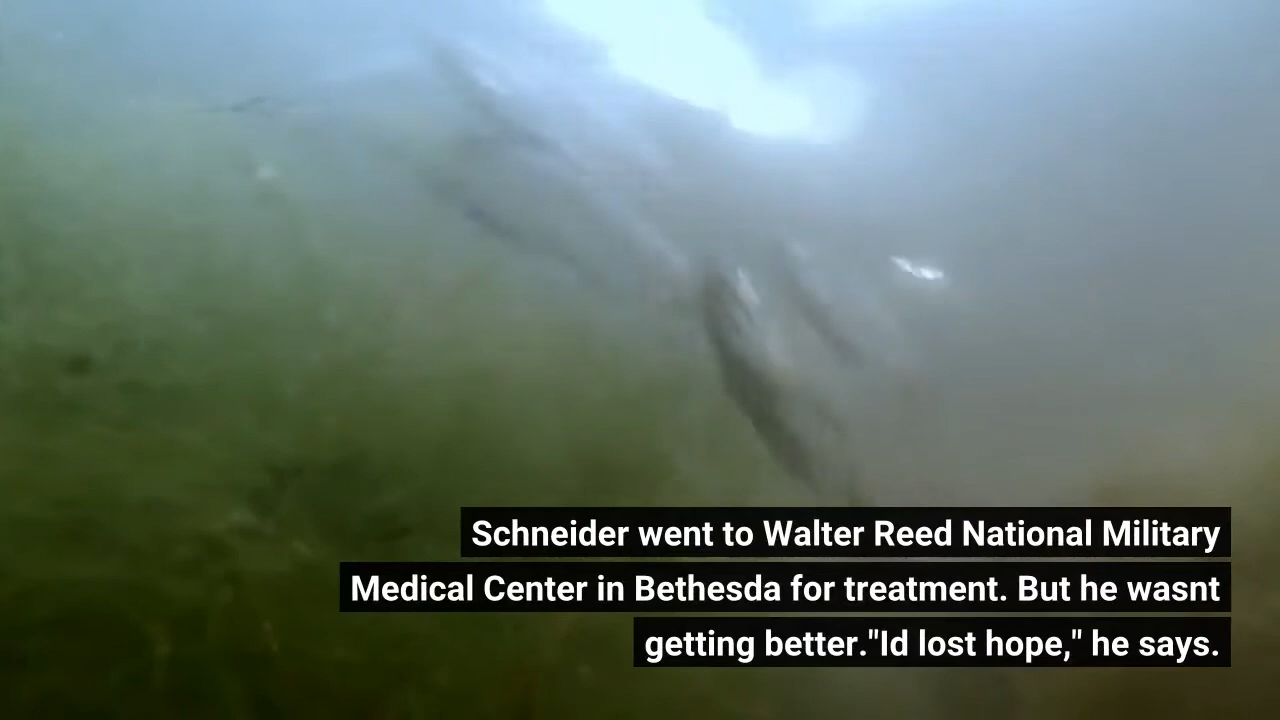 Schneider went to Walter Reed National Military
Medical Center in Bethesda for treatment. But he wasnt
getting better."Id lost hope," he says.